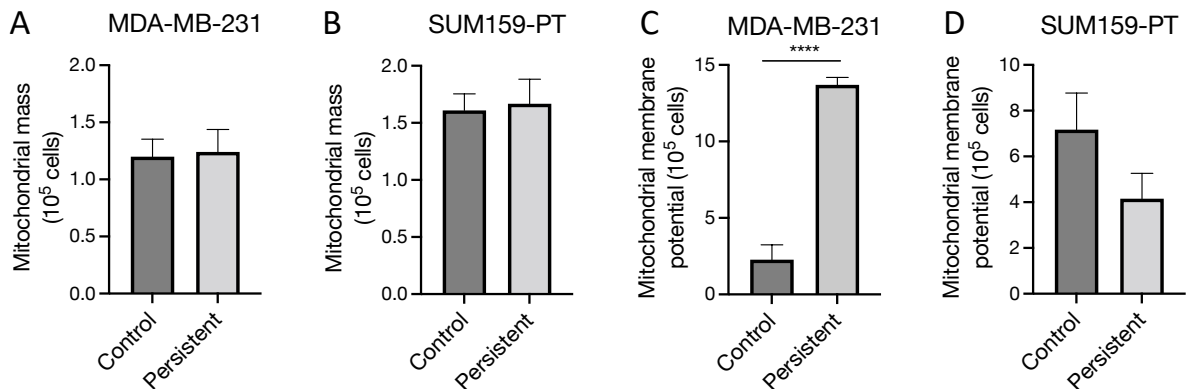 A
MDA-MB-231
Mitochondrial mass
(10⁵ cells)
2.0
1.5
1.0
0.5
0.0
Control
Persistent
B
SUM159-PT
Mitochondrial mass
(10⁵ cells)
2.0
1.5
1.0
0.5
0.0
Control
Persistent
C
MDA-MB-231
Mitochondrial membrane
potential (10⁵ cells)
15
10
5
0
****
Control
Persistent
D
SUM159-PT
Mitochondrial membrane
potential (10⁵ cells)
10
8
6
4
2
0
Control
Persistent